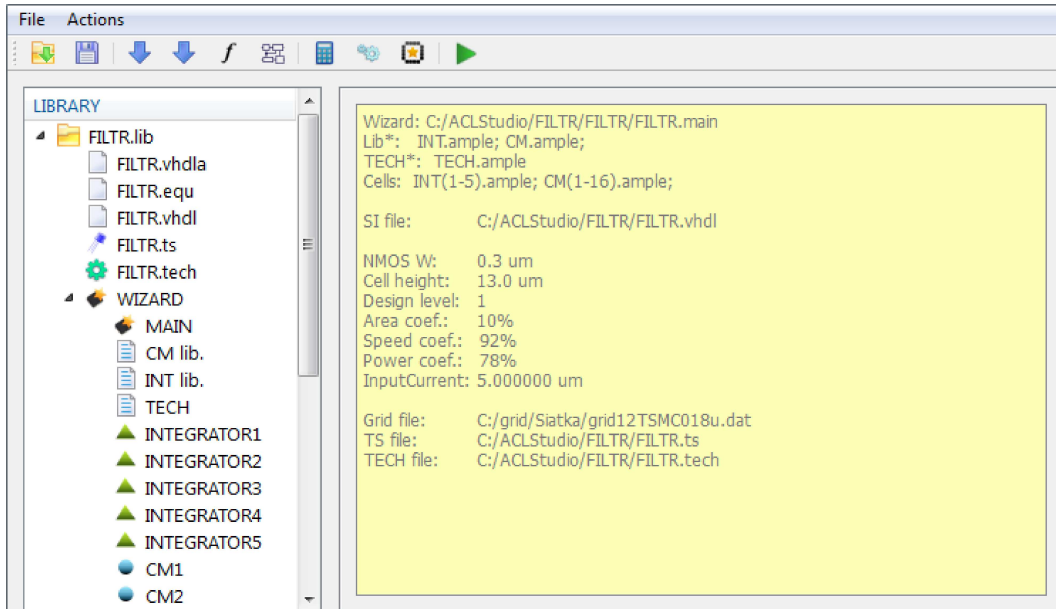 File Actions
f
LIBRARY
FILTR.lib
FILTR.vhdla
FILTR.equ
FILTR.vhdl
FILTR.ts
FILTR.tech
WIZARD
MAIN
CM lib.
INT lib.
TECH
INTEGRATOR1
INTEGRATOR2
INTEGRATOR3
INTEGRATOR4
INTEGRATOR5
CM1
CM2
Wizard: C:/ACLStudio/FILTR/FILTR/FILTR.main
Lib*: INT.ample; CM.ample;
TECH*: TECH.ample
Cells: INT(1-5).ample; CM(1-16).ample;
SI file: C:/ACLStudio/FILTR/FILTR.vhdl
NMOS W: 0.3 um
Cell height: 13.0 um
Design level: 1
Area coef.: 10%
Speed coef.: 92%
Power coef.: 78%
InputCurrent: 5.000000 um
Grid file: C:/grid/Siatka/grid12TSMC018u.dat
TS file: C:/ACLStudio/FILTR/FILTR.ts
TECH file: C:/ACLStudio/FILTR/FILTR.tech